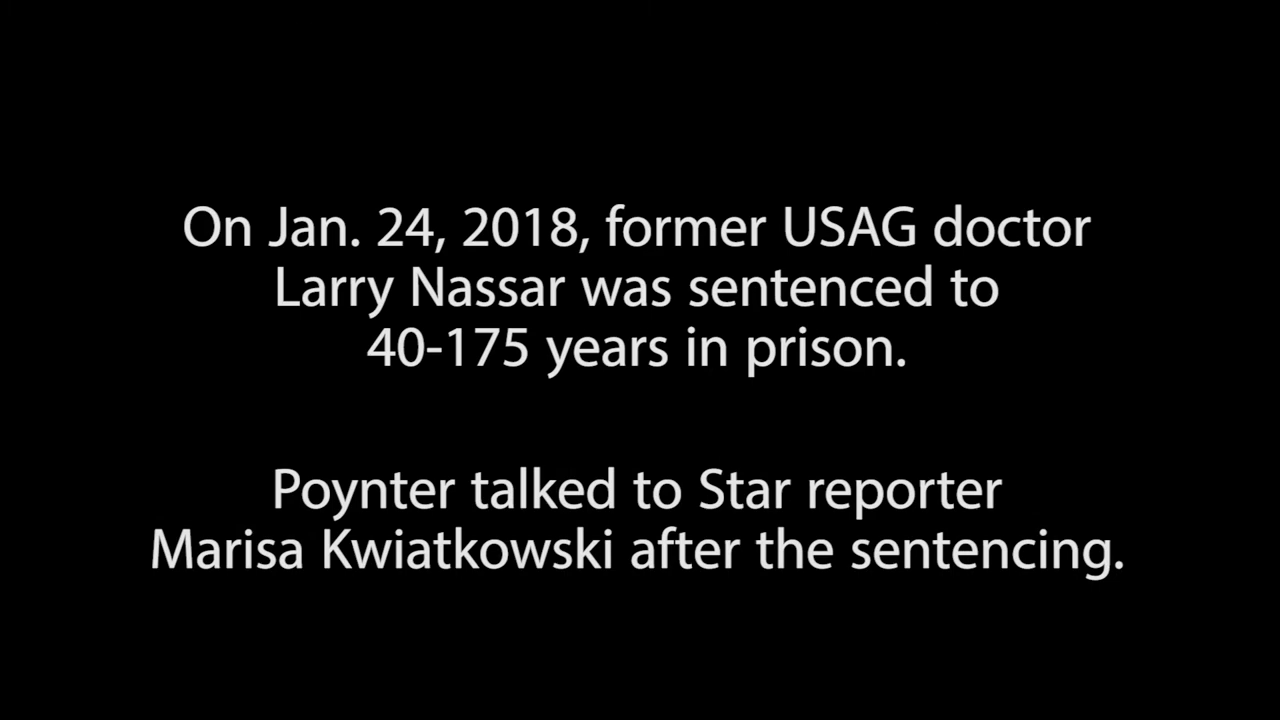 On Jan. 24, 2018, former USAG doctor
Larry Nassar was sentenced to
40-175 years in prison.
Poynter talked to Star reporter
Marisa Kwiatkowski after the sentencing.